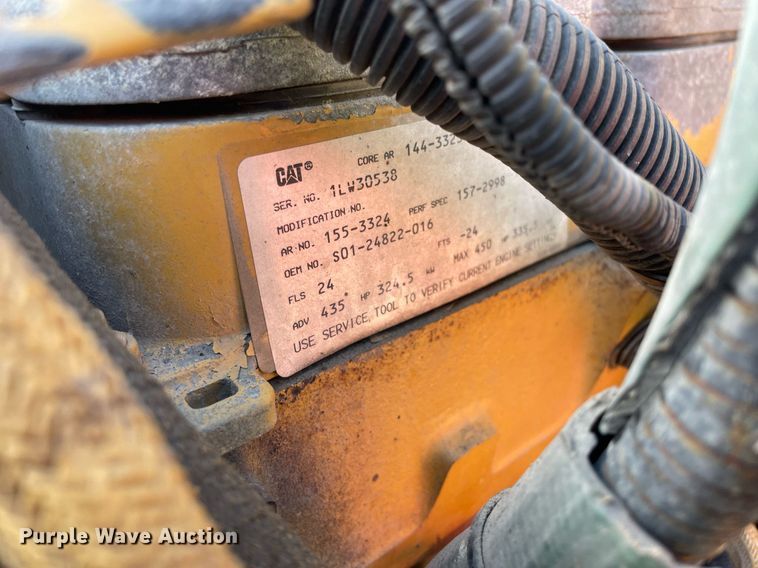 CAT® CORE AR
SER. NO. 1LW30538
MODIFICATION NO.
AR.NO. 155-3324 PERF SPEC 157-2998
OEM NO. S01-24822-016
FLS 24 FTS -24
ADV 435 HP 324.5 KW MAX 450 HP
USE SERVICE TOOL TO VERIFY CURRENT ENGINE SETTINGS
Purple Wave Auction